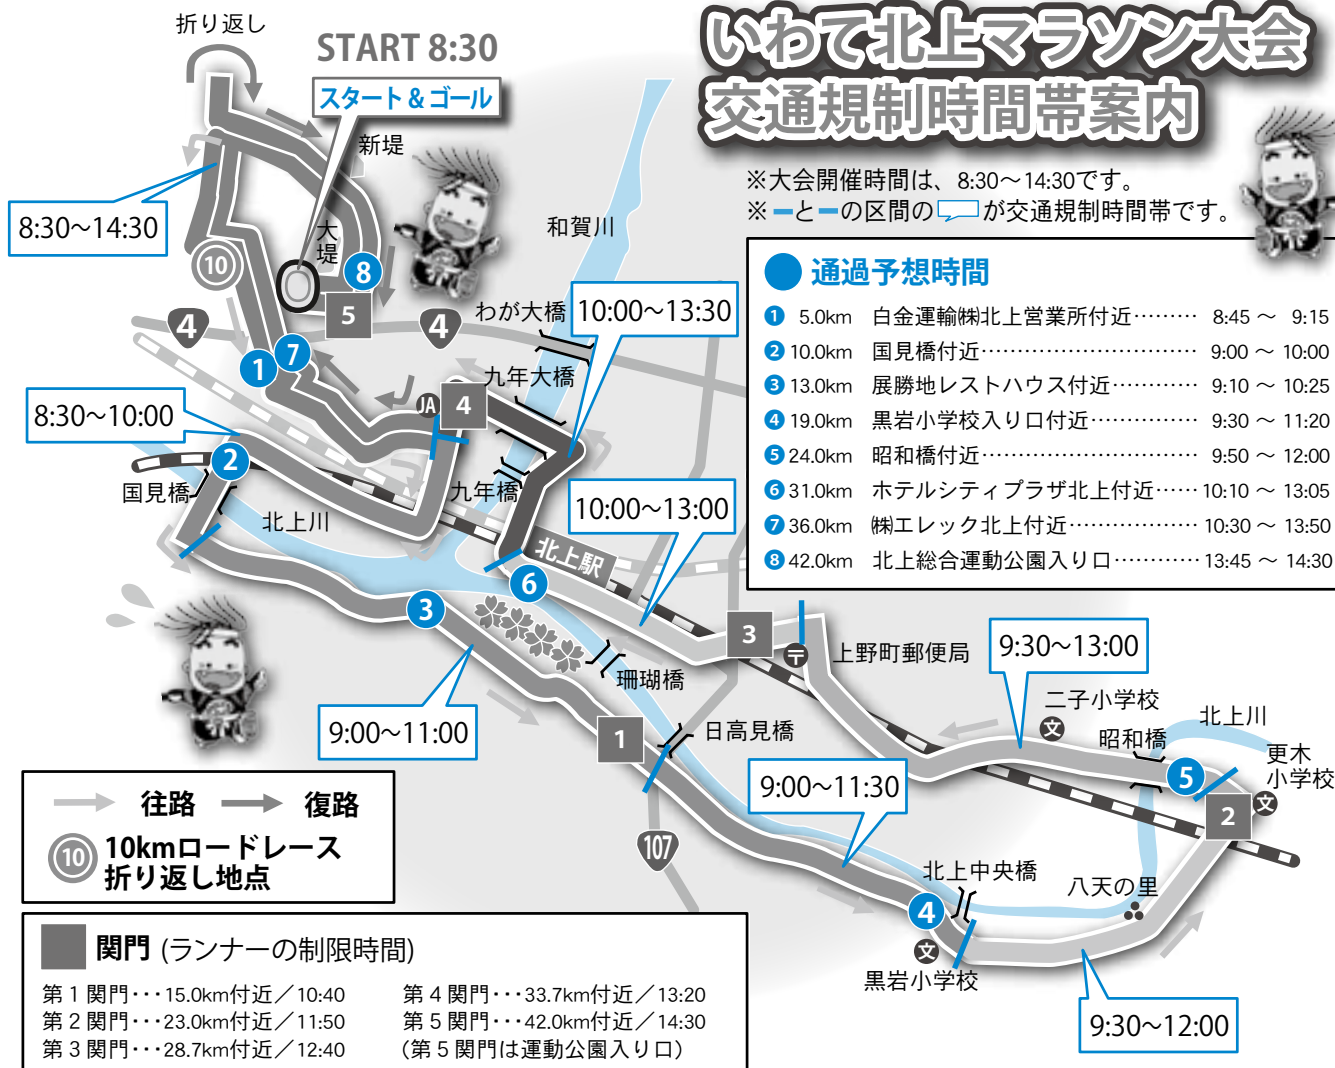 いわて北上マラソン大会
交通規制時間帯案内
※大会開催時間は、8:30～14:30です。
※ーとーの区間の が交通規制時間帯です。
折り返し
START 8:30
スタート＆ゴール
新堤
大堤
8:30～14:30
10
8
5
4
4
1
7
和賀川
わが大橋
10:00～13:30
九年大橋
JA
4
8:30～10:00
2
国見橋
北上川
九年橋
10:00～13:00
北上駅
6
3
3
〒
上野町郵便局
珊瑚橋
9:00～11:00
1
日高見橋
107
9:30～13:00
二子小学校
文
昭和橋
北上川
更木
小学校
文
5
2
9:00～11:30
北上中央橋
八天の里
4
文
黒岩小学校
9:30～12:00
通過予想時間
1 5.0km 白金運輸㈱北上営業所付近……… 8:45 ～ 9:15
2 10.0km 国見橋付近………………………… 9:00 ～ 10:00
3 13.0km 展勝地レストハウス付近………… 9:10 ～ 10:25
4 19.0km 黒岩小学校入り口付近………… 9:30 ～ 11:20
5 24.0km 昭和橋付近………………………… 9:50 ～ 12:00
6 31.0km ホテルシティプラザ北上付近……10:10 ～ 13:05
7 36.0km ㈱エレック北上付近………………10:30 ～ 13:50
8 42.0km 北上総合運動公園入り口…………13:45 ～ 14:30
往路 復路
10 10kmロードレース
折り返し地点
関門 (ランナーの制限時間)
第１関門･･･15.0km付近／10:40
第２関門･･･23.0km付近／11:50
第３関門･･･28.7km付近／12:40
第４関門･･･33.7km付近／13:20
第５関門･･･42.0km付近／14:30
(第５関門は運動公園入り口)